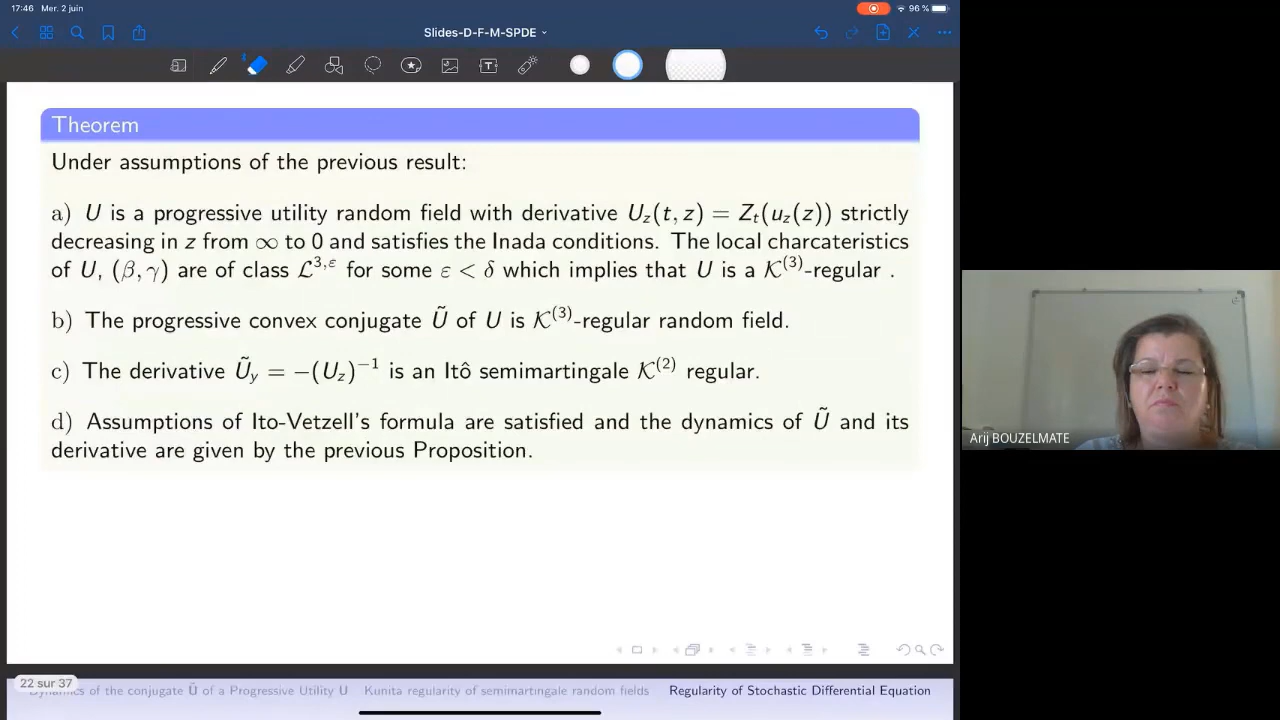 17:46 Mer. 2 juin
96 %
Slides-D-F-M-SPDE
Theorem
Under assumptions of the previous result:
a) U is a progressive utility random field with derivative U_z(t, z) = Z_t(u_z(z)) strictly
decreasing in z from ∞ to 0 and satisfies the Inada conditions. The local charcateristics
of U, (β, γ) are of class 𝓛^{3,ε} for some ε < δ which implies that U is a 𝒦^{(3)}-regular .
b) The progressive convex conjugate Ũ of U is 𝒦^{(3)}-regular random field.
c) The derivative Ũ_y = −(U_z)^{−1} is an Itô semimartingale 𝒦^{(2)} regular.
d) Assumptions of Ito-Vetzell's formula are satisfied and the dynamics of Ũ and its
derivative are given by the previous Proposition.
Arij BOUZELMATE
22 sur 37
Dynamics of the conjugate Ũ of a Progressive Utility U Kunita regularity of semimartingale random fields Regularity of Stochastic Differential Equation